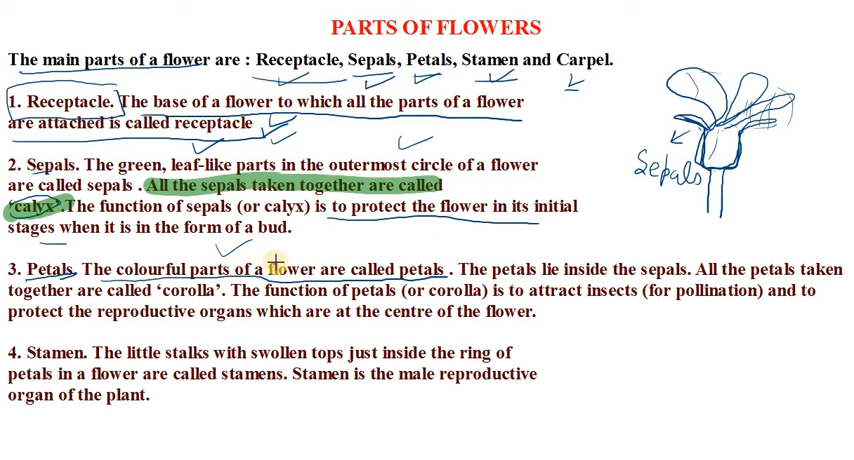 PARTS OF FLOWERS
The main parts of a flower are : Receptacle, Sepals, Petals, Stamen and Carpel.
1. Receptacle. The base of a flower to which all the parts of a flower
are attached is called receptacle
2. Sepals. The green, leaf-like parts in the outermost circle of a flower
are called sepals . All the sepals taken together are called
‘calyx’.The function of sepals (or calyx) is to protect the flower in its initial
stages when it is in the form of a bud.
Sepals
3. Petals. The colourful parts of a flower are called petals . The petals lie inside the sepals. All the petals taken
together are called ‘corolla’. The function of petals (or corolla) is to attract insects (for pollination) and to
protect the reproductive organs which are at the centre of the flower.
4. Stamen. The little stalks with swollen tops just inside the ring of
petals in a flower are called stamens. Stamen is the male reproductive
organ of the plant.